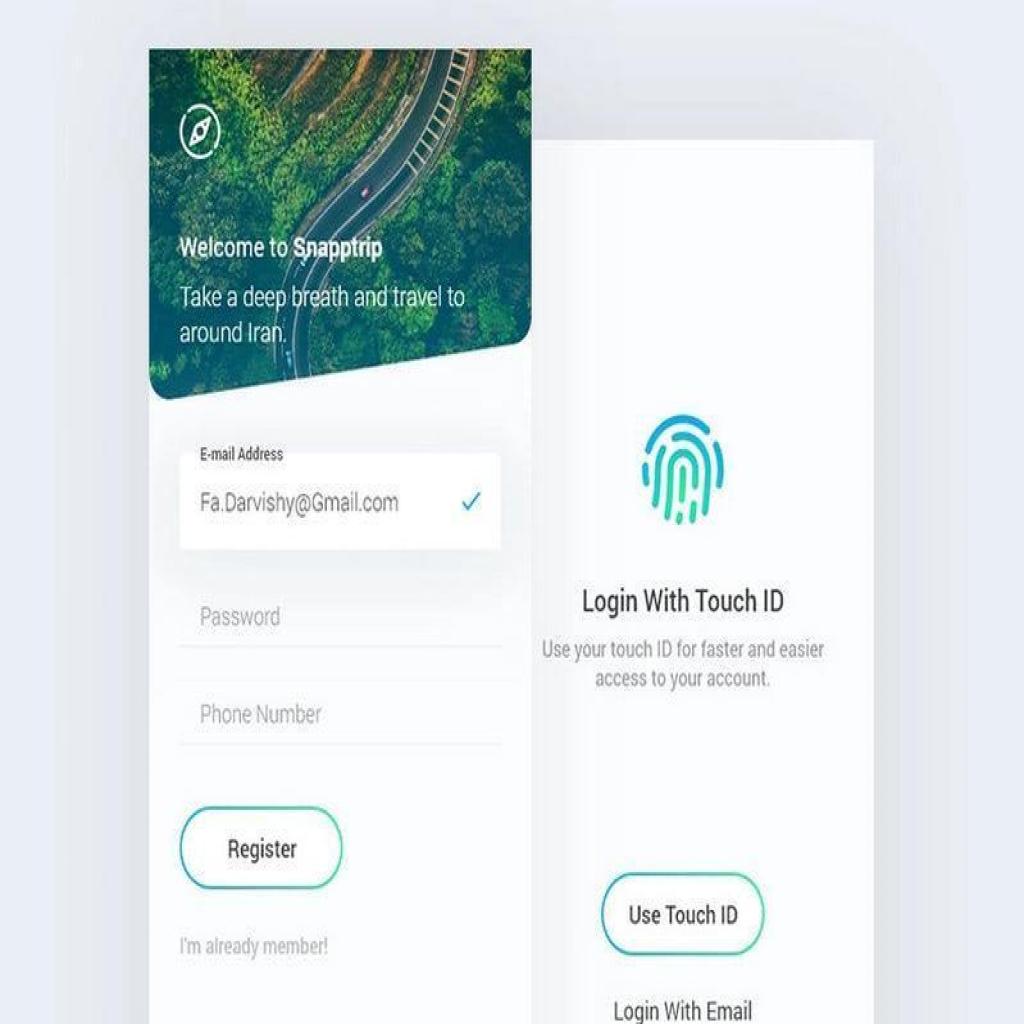 Welcome to Snapptrip
Take a deep breath and travel to
around Iran.
E-mail Address
Fa.Darvishy@Gmail.com
Password
Phone Number
Register
I'm already member!
Login With Touch ID
Use your touch ID for faster and easier
access to your account.
Use Touch ID
Login With Email